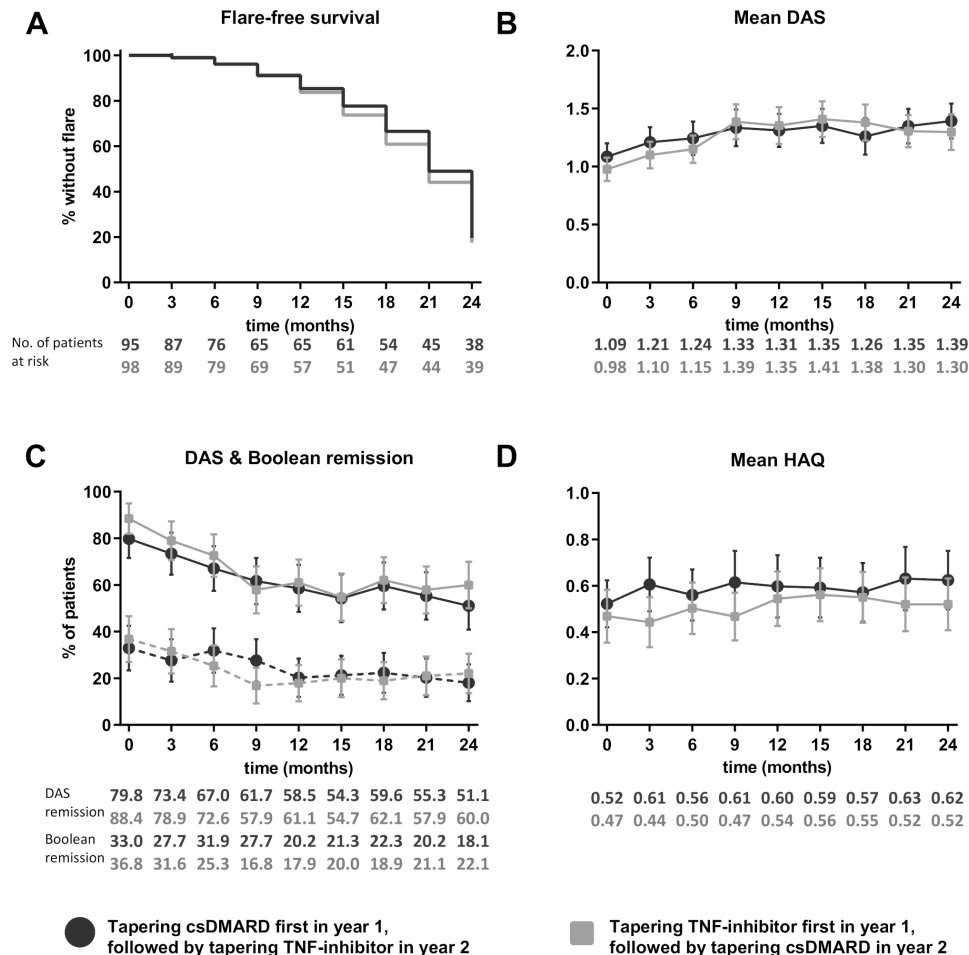 A
Flare-free survival
% without flare
100
80
60
40
20
0
0 3 6 9 12 15 18 21 24
time (months)
No. of patients at risk
95 87 76 65 65 61 54 45 38
98 89 79 69 57 51 47 44 39
B
Mean DAS
2.0
1.5
1.0
0.5
0.0
0 3 6 9 12 15 18 21 24
time (months)
1.09 1.21 1.24 1.33 1.31 1.35 1.26 1.35 1.39
0.98 1.10 1.15 1.39 1.35 1.41 1.38 1.30 1.30
C
DAS & Boolean remission
% of patients
100
80
60
40
20
0
0 3 6 9 12 15 18 21 24
time (months)
DAS remission
79.8 73.4 67.0 61.7 58.5 54.3 59.6 55.3 51.1
88.4 78.9 72.6 57.9 61.1 54.7 62.1 57.9 60.0
Boolean remission
33.0 27.7 31.9 27.7 20.2 21.3 22.3 20.2 18.1
36.8 31.6 25.3 16.8 17.9 20.0 18.9 21.1 22.1
D
Mean HAQ
1.0
0.8
0.6
0.4
0.2
0.0
0 3 6 9 12 15 18 21 24
time (months)
0.52 0.61 0.56 0.61 0.60 0.59 0.57 0.63 0.62
0.47 0.44 0.50 0.47 0.54 0.56 0.55 0.52 0.52
Tapering csDMARD first in year 1,
followed by tapering TNF-inhibitor in year 2
Tapering TNF-inhibitor first in year 1,
followed by tapering csDMARD in year 2